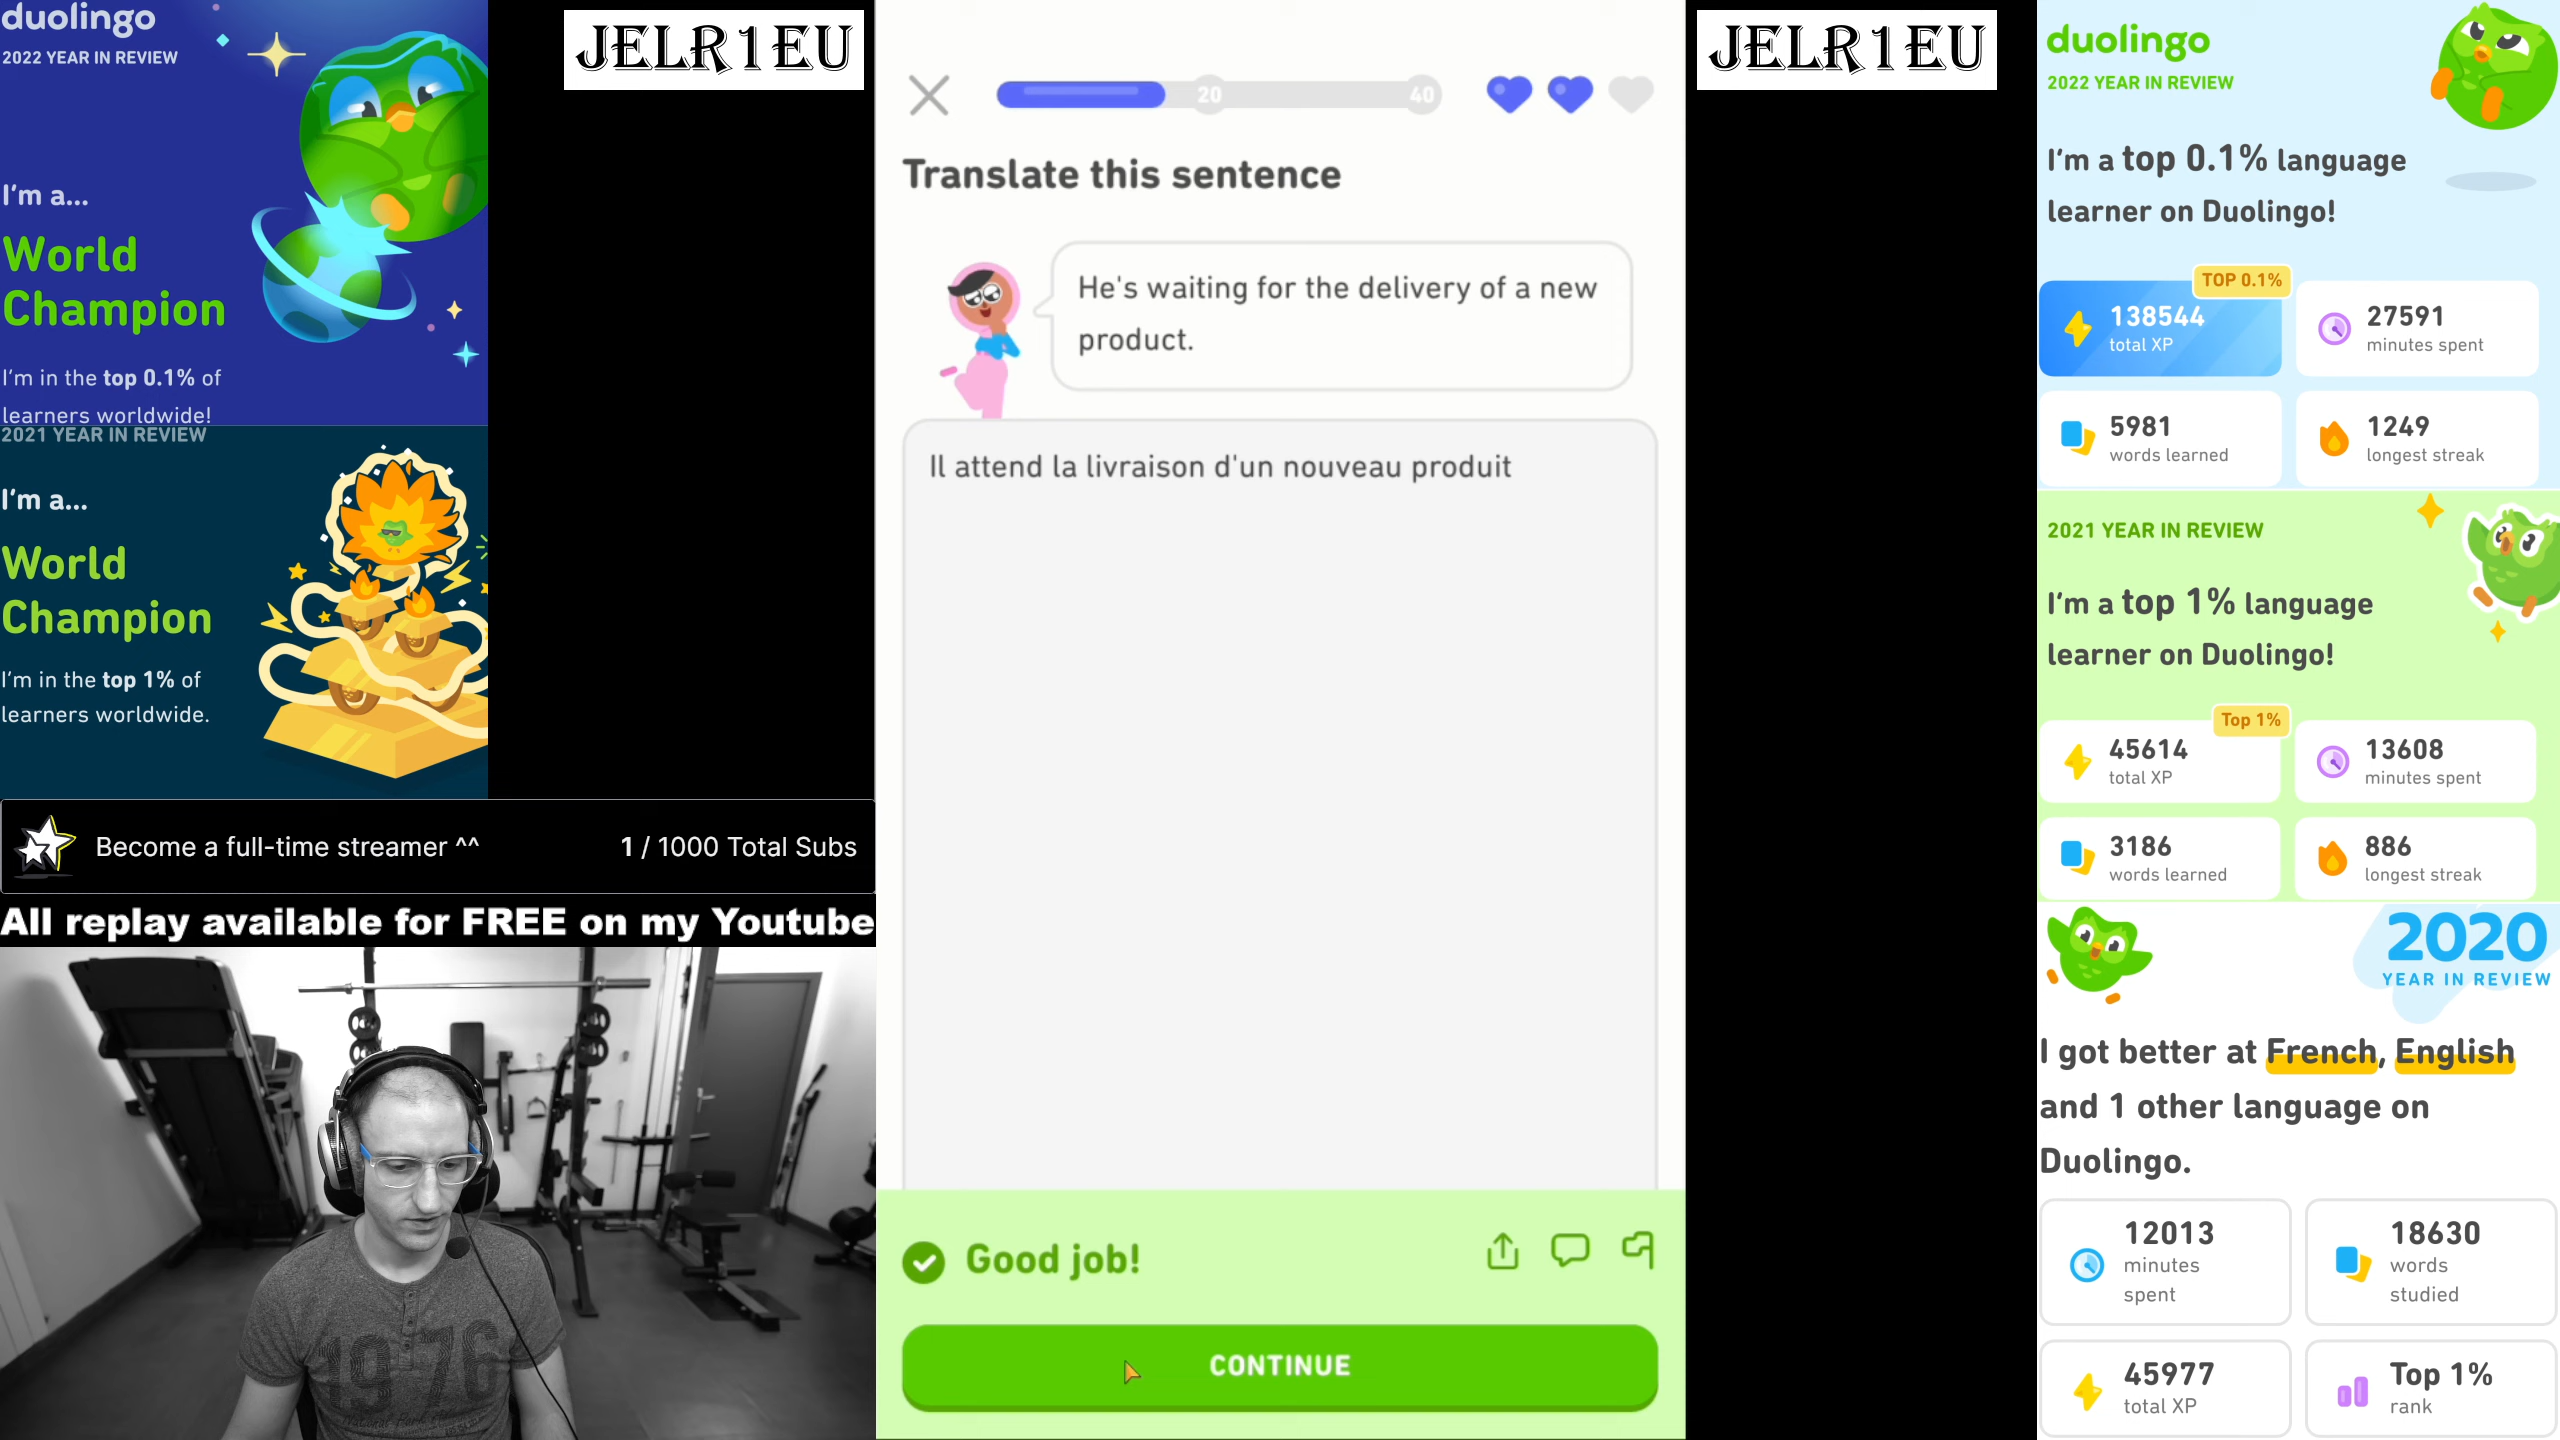 duolingo
2022 YEAR IN REVIEW
I'm a...
World
Champion
I'm in the top 0.1% of
learners worldwide!
2021 YEAR IN REVIEW
I'm a...
World
Champion
I'm in the top 1% of
learners worldwide.
Become a full-time streamer ^^
1 / 1000 Total Subs
All replay available for FREE on my Youtube
1976
JELR1EU
20
40
Translate this sentence
He's waiting for the delivery of a new
product.
Il attend la livraison d'un nouveau produit
Good job!
CONTINUE
JELR1EU
duolingo
2022 YEAR IN REVIEW
I'm a top 0.1% language
learner on Duolingo!
TOP 0.1%
138544
total XP
27591
minutes spent
5981
words learned
1249
longest streak
2021 YEAR IN REVIEW
I'm a top 1% language
learner on Duolingo!
Top 1%
45614
total XP
13608
minutes spent
3186
words learned
886
longest streak
2020
YEAR IN REVIEW
I got better at French, English
and 1 other language on
Duolingo.
12013
minutes
spent
18630
words
studied
45977
total XP
Top 1%
rank